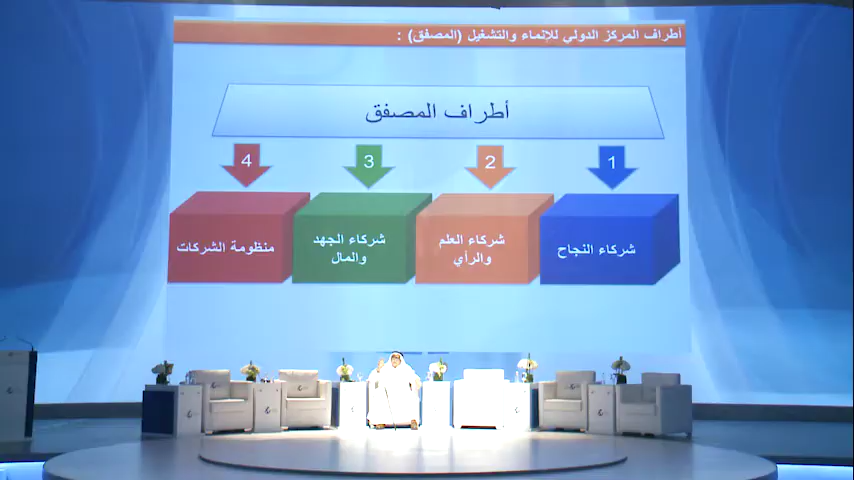 أطراف المركز الدولي للإنماء والتشغيل (المصفق) :
أطراف المصفق
1
2
3
4
شركاء النجاح
شركاء العلم
والرأي
شركاء الجهد
والمال
منظومة الشركات